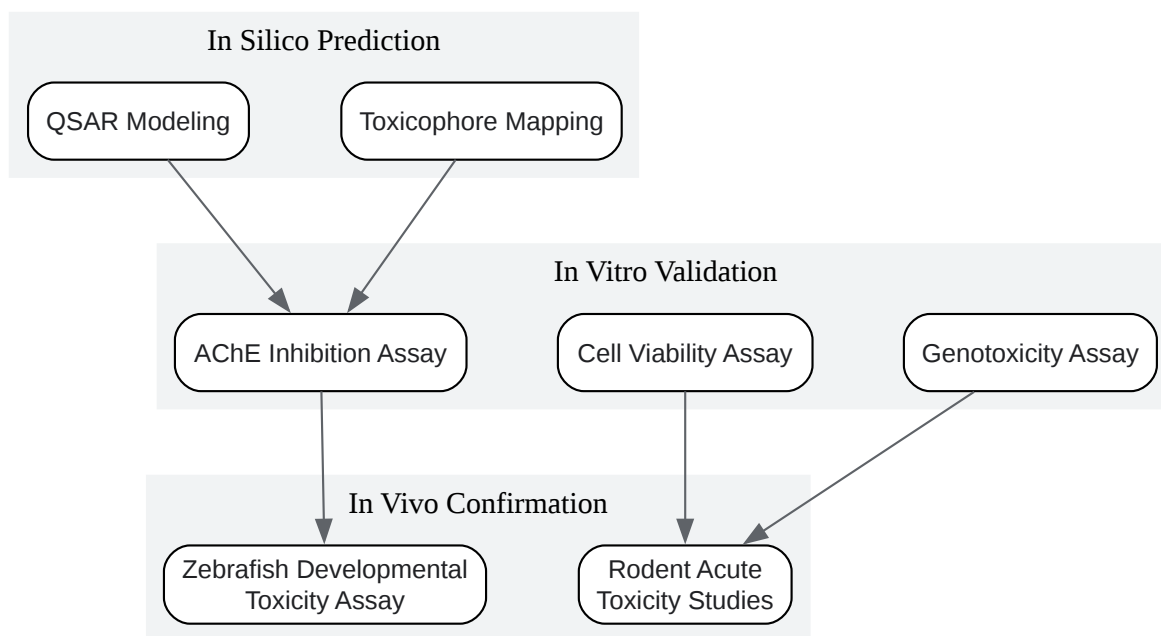 In Silico Prediction
QSAR Modeling
Toxicophore Mapping
In Vitro Validation
AChE Inhibition Assay
Cell Viability Assay
Genotoxicity Assay
In Vivo Confirmation
Zebrafish Developmental
Toxicity Assay
Rodent Acute
Toxicity Studies